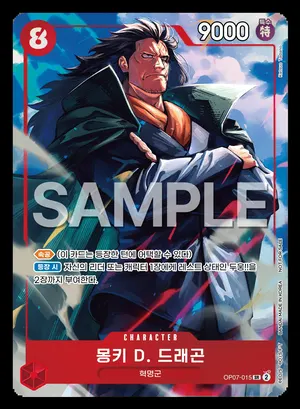 8
9000
특수
特
SAMPLE
속공 (이 카드는 등장한 턴에 어택할 수 있다)
등장 시 자신의 리더 또는 캐릭터 1장에게 레스트 상태인 두웅!!을
2장까지 부여한다.
CHARACTER
몽키 D. 드래곤
혁명군
OP07-015 SR 2